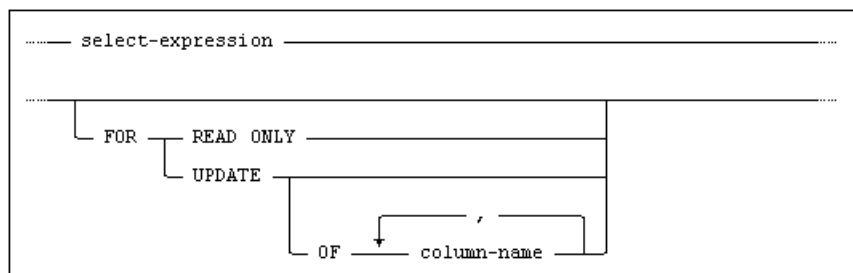 select-expression
FOR READ ONLY
UPDATE
,
OF column-name